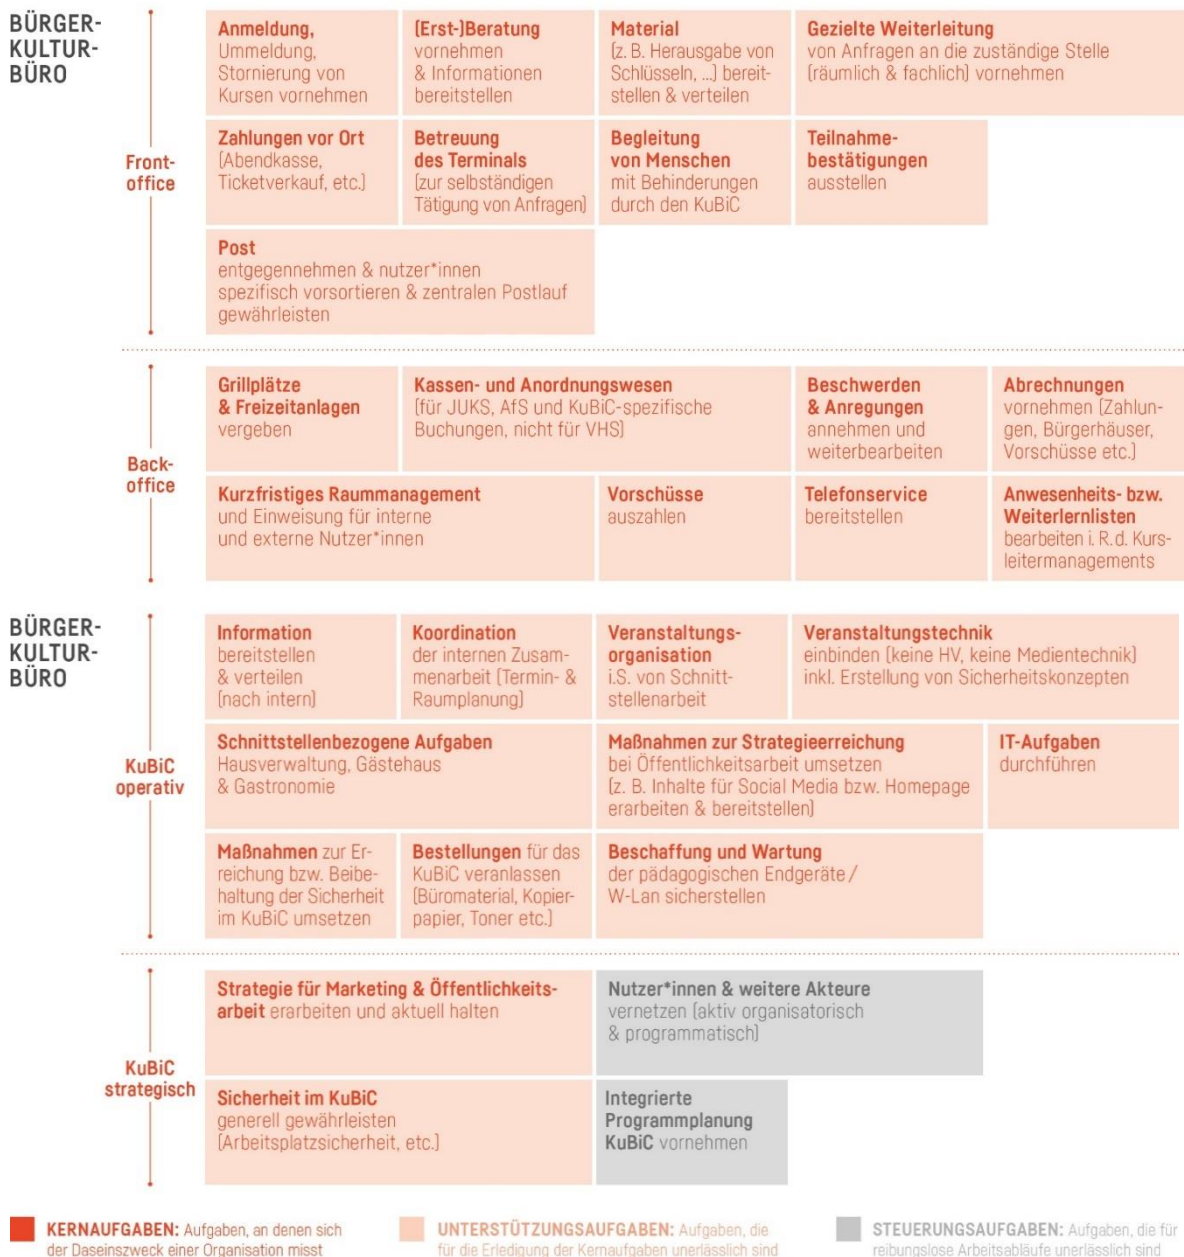 BÜRGER-
KULTUR-
BÜRO
Front-
office
Anmeldung,
Ummeldung,
Stornierung von
Kursen vornehmen
(Erst-)Beratung
vornehmen
& Informationen
bereitstellen
Material
(z. B. Herausgabe von
Schlüsseln, ...) bereit-
stellen & verteilen
Gezielte Weiterleitung
von Anfragen an die zuständige Stelle
(räumlich & fachlich) vornehmen
Zahlungen vor Ort
(Abendkasse,
Ticketverkauf, etc.)
Betreuung
des Terminals
(zur selbständigen
Tätigung von Anfragen)
Begleitung
von Menschen
mit Behinderungen
durch den KuBiC
Teilnahme-
bestätigungen
ausstellen
Post
entgegennehmen & nutzer*innen
spezifisch vorsortieren & zentralen Postlauf
gewährleisten
Back-
office
Grillplätze
& Freizeitanlagen
vergeben
Kassen- und Anordnungswesen
(für JUKS, AfS und KuBiC-spezifische
Buchungen, nicht für VHS)
Beschwerden
& Anregungen
annehmen und
weiterbearbeiten
Abrechnungen
vornehmen (Zahlun-
gen, Bürgerhäuser,
Vorschüsse etc.)
Kurzfristiges Raummanagement
und Einweisung für interne
und externe Nutzer*innen
Vorschüsse
auszahlen
Telefonservice
bereitstellen
Anwesenheits- bzw.
Weiterlernlisten
bearbeiten i. R.d. Kurs-
leitermanagements
BÜRGER-
KULTUR-
BÜRO
KuBiC
operativ
Information
bereitstellen
& verteilen
(nach intern)
Koordination
der internen Zusam-
menarbeit (Termin- &
Raumplanung)
Veranstaltungs-
organisation
i.S. von Schnitt-
stellenarbeit
Veranstaltungstechnik
einbinden (keine HV, keine Medientechnik)
inkl. Erstellung von Sicherheitskonzepten
Schnittstellenbezogene Aufgaben
Hausverwaltung, Gästehaus
& Gastronomie
Maßnahmen zur Strategieerreichung
bei Öffentlichkeitsarbeit umsetzen
(z. B. Inhalte für Social Media bzw. Homepage
erarbeiten & bereitstellen)
IT-Aufgaben
durchführen
Maßnahmen zur Er-
reichung bzw. Beibe-
haltung der Sicherheit
im KuBiC umsetzen
Bestellungen für das
KuBiC veranlassen
(Büromaterial, Kopier-
papier, Toner etc.)
Beschaffung und Wartung
der pädagogischen Endgeräte /
W-Lan sicherstellen
KuBiC
strategisch
Strategie für Marketing & Öffentlichkeits-
arbeit erarbeiten und aktuell halten
Nutzer*innen & weitere Akteure
vernetzen (aktiv organisatorisch
& programmatisch)
Sicherheit im KuBiC
generell gewährleisten
(Arbeitsplatzsicherheit, etc.)
Integrierte
Programmplanung
KuBiC vornehmen
KERNAUFGABEN: Aufgaben, an denen sich
der Daseinszweck einer Organisation misst
UNTERSTÜTZUNGSAUFGABEN: Aufgaben, die
für die Erledigung der Kernaufgaben unerlässlich sind
STEUERUNGSAUFGABEN: Aufgaben, die für
reibungslose Arbeitsabläufe unerlässlich sind